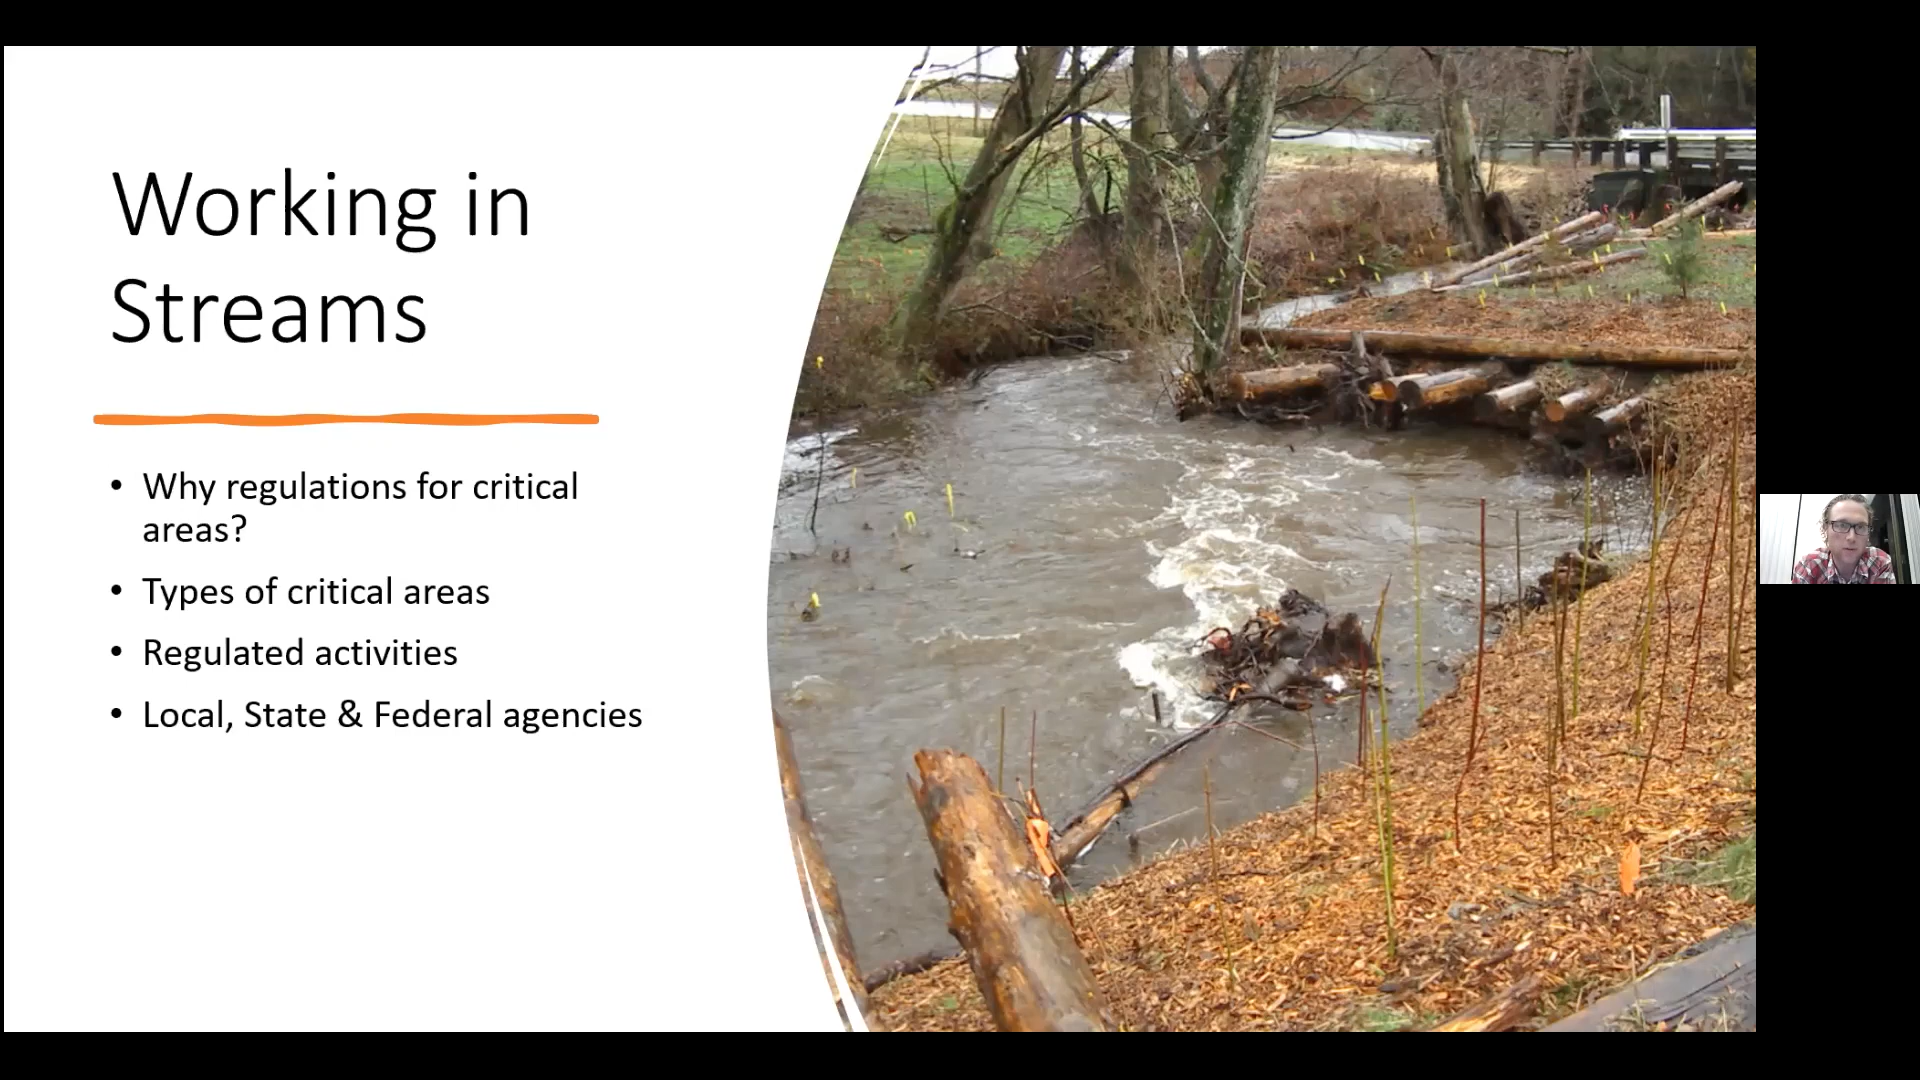 Working in
Streams
• Why regulations for critical
areas?
• Types of critical areas
• Regulated activities
• Local, State & Federal agencies